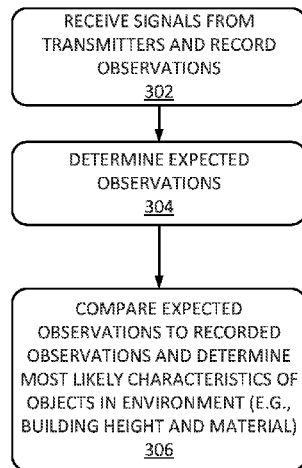 RECEIVE SIGNALS FROM
TRANSMITTERS AND RECORD
OBSERVATIONS
302
DETERMINE EXPECTED
OBSERVATIONS
304
COMPARE EXPECTED
OBSERVATIONS TO RECORDED
OBSERVATIONS AND DETERMINE
MOST LIKELY CHARACTERISTICS OF
OBJECTS IN ENVIRONMENT (E.G.,
BUILDING HEIGHT AND MATERIAL)
306